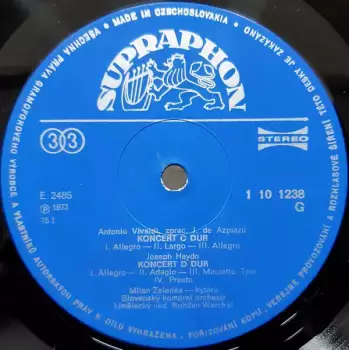 • MADE IN CZECHOSLOVAKIA • VŠECHNA PRÁVA GRAMOFONOVÉHO VÝROBCE A VLASTNÍKŮ AUTORSKÝCH PRÁV K DÍLU VYHRAZENA. POŘIZOVÁNÍ KOPIÍ, VEŘEJNÉ PROVOZOVÁNÍ A ROZHLASOVÉ ŠÍŘENÍ TÉTO DESKY JE ZAKÁZÁNO
SUPRAPHON
33
STEREO
E 2485
1 10 1238
G
℗ 1973
Antonio Vivaldi, zprac. J. de Azpiazu
KONCERT C DUR
I. Allegro — II. Largo — III. Allegro
Joseph Haydn
KONCERT D DUR
I. Allegro — II. Adagio — III. Minuetto Trio
IV. Presto
Milan Zelenka — kytara
Slovenský komorní orchestr
Umělecký ved. Bohdan Warchal